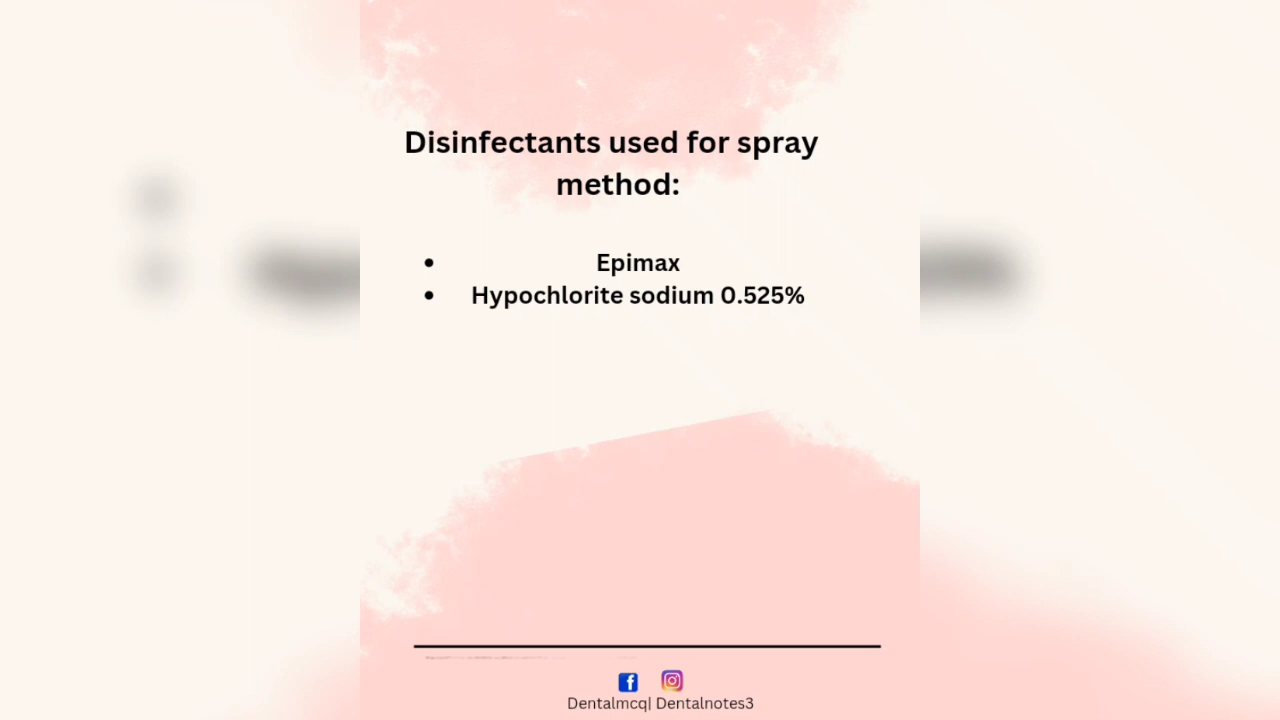 Disinfectants used for spray
method:
• Epimax
• Hypochlorite sodium 0.525%
Dentalmcq| Dentalnotes3